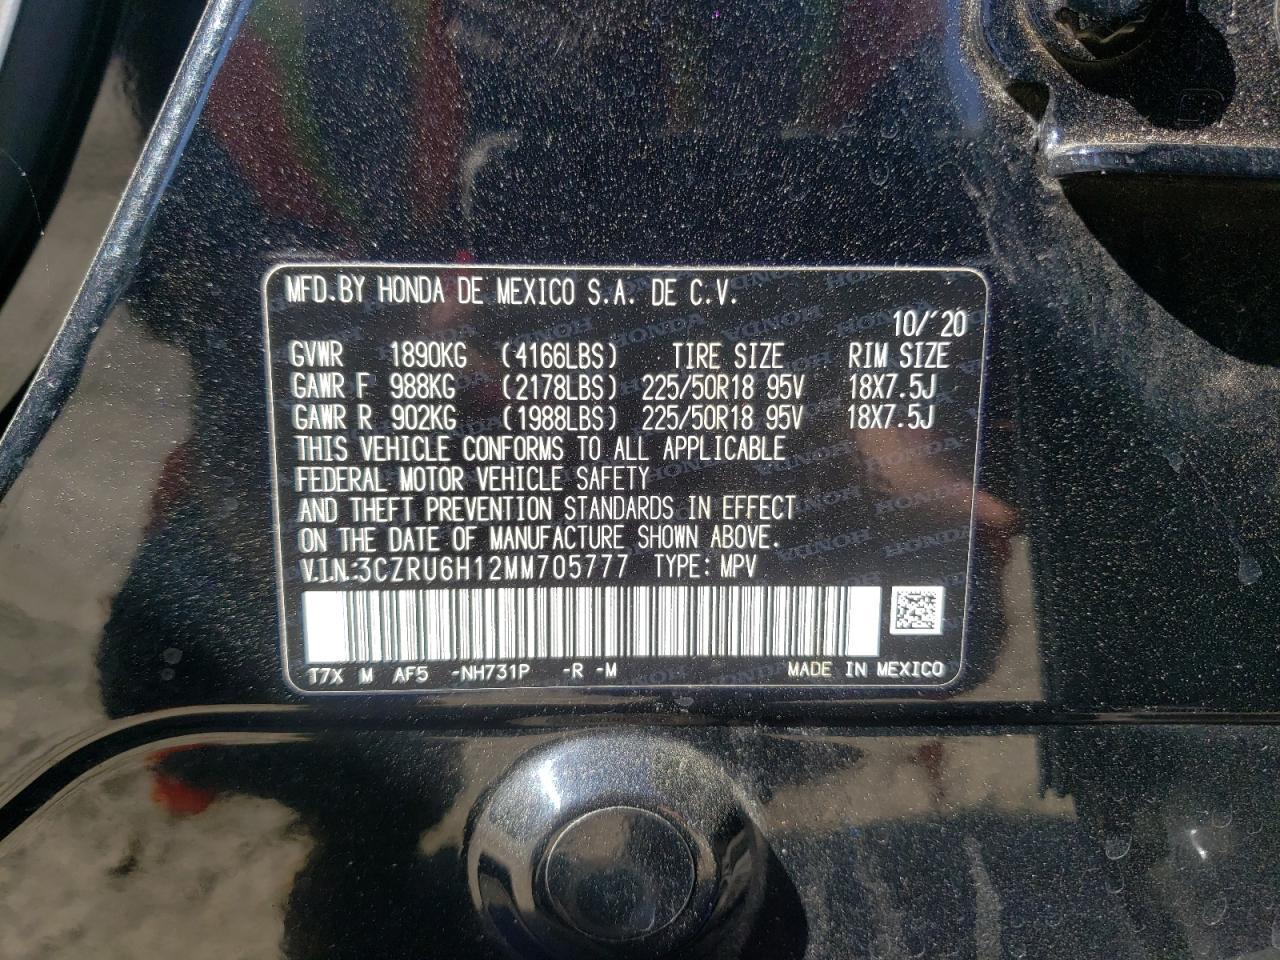 MFD.BY HONDA DE MEXICO S.A. DE C.V.
10/'20
GVWR 1890KG (4166LBS) TIRE SIZE RIM SIZE
GAWR F 988KG (2178LBS) 225/50R18 95V 18X7.5J
GAWR R 902KG (1988LBS) 225/50R18 95V 18X7.5J
THIS VEHICLE CONFORMS TO ALL APPLICABLE
FEDERAL MOTOR VEHICLE SAFETY
AND THEFT PREVENTION STANDARDS IN EFFECT
ON THE DATE OF MANUFACTURE SHOWN ABOVE.
V.I.N.:3CZRU6H12MM705777 TYPE: MPV
T7X M AF5 -NH731P -R -M MADE IN MEXICO